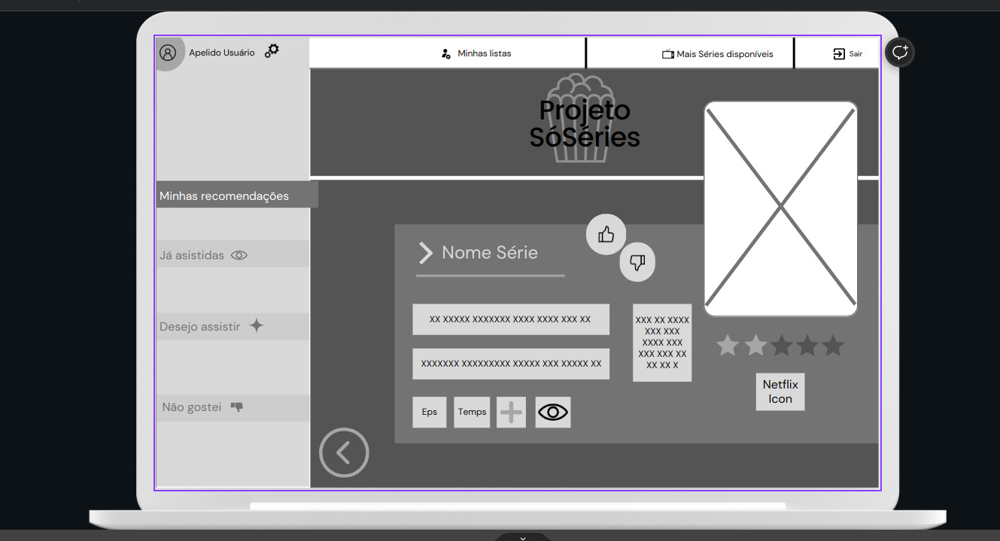 Apelido Usuário
Minhas listas
Mais Séries disponíveis
Sair
Projeto
SóSéries
Minhas recomendações
Já asistidas
Desejo assistir
Não gostei
Nome Série
XX XXXXX XXXXXXX XXXX XXXX XXX XX
XXXXXXX XXXXXXXXX XXXXX XXX XXXXX XX
XXX XX XXXX
XXX XXX
XXXX XXX
XXX XXX XX
XX XX X
Eps
Temps
Netflix
Icon